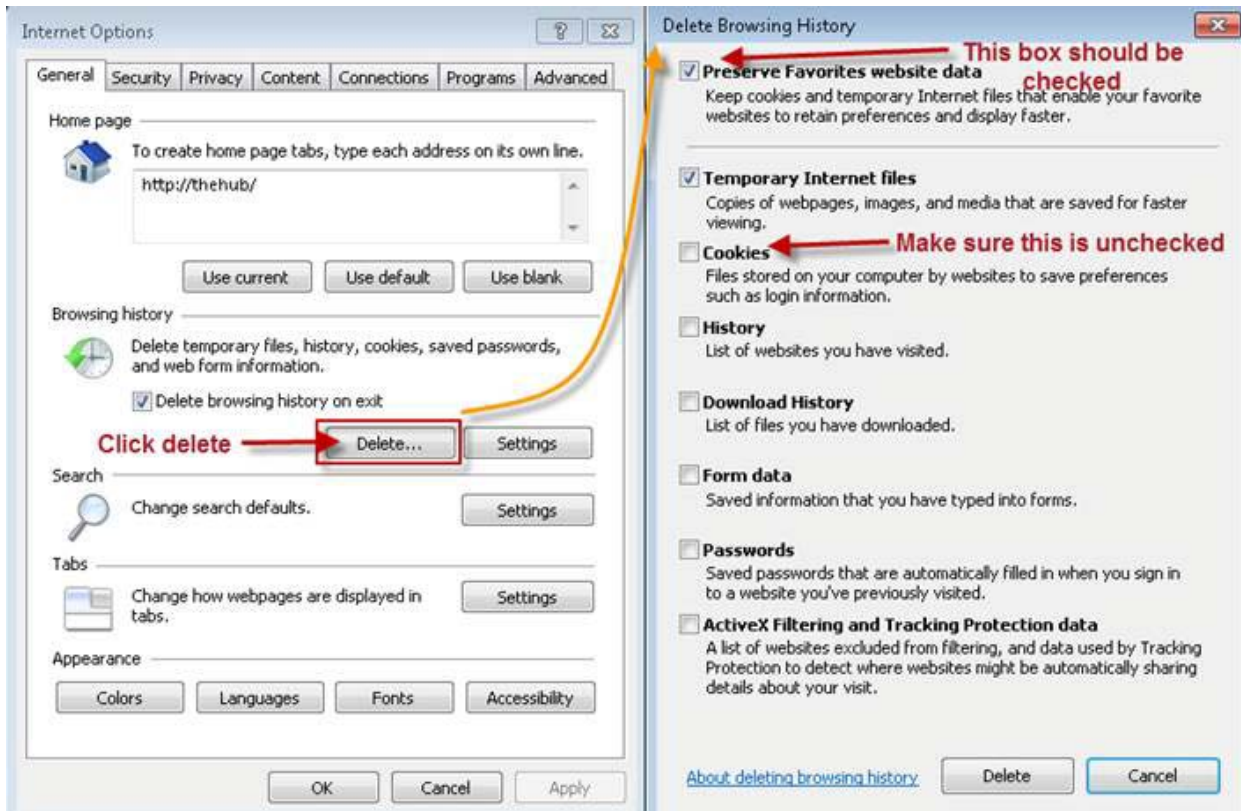 Internet Options
General Security Privacy Content Connections Programs Advanced
Home page
To create home page tabs, type each address on its own line.
http://thehub/
Use current Use default Use blank
Browsing history
Delete temporary files, history, cookies, saved passwords,
and web form information.
Delete browsing history on exit
Click delete
Delete... Settings
Search
Change search defaults.
Settings
Tabs
Change how webpages are displayed in
tabs.
Settings
Appearance
Colors Languages Fonts Accessibility
OK Cancel Apply
Delete Browsing History
This box should be
checked
Preserve Favorites website data
Keep cookies and temporary Internet files that enable your favorite
websites to retain preferences and display faster.
Temporary Internet files
Copies of webpages, images, and media that are saved for faster
viewing.
Make sure this is unchecked
Cookies
Files stored on your computer by websites to save preferences
such as login information.
History
List of websites you have visited.
Download History
List of files you have downloaded.
Form data
Saved information that you have typed into forms.
Passwords
Saved passwords that are automatically filled in when you sign in
to a website you've previously visited.
ActiveX Filtering and Tracking Protection data
A list of websites excluded from filtering, and data used by Tracking
Protection to detect where websites might be automatically sharing
details about your visit.
About deleting browsing history Delete Cancel